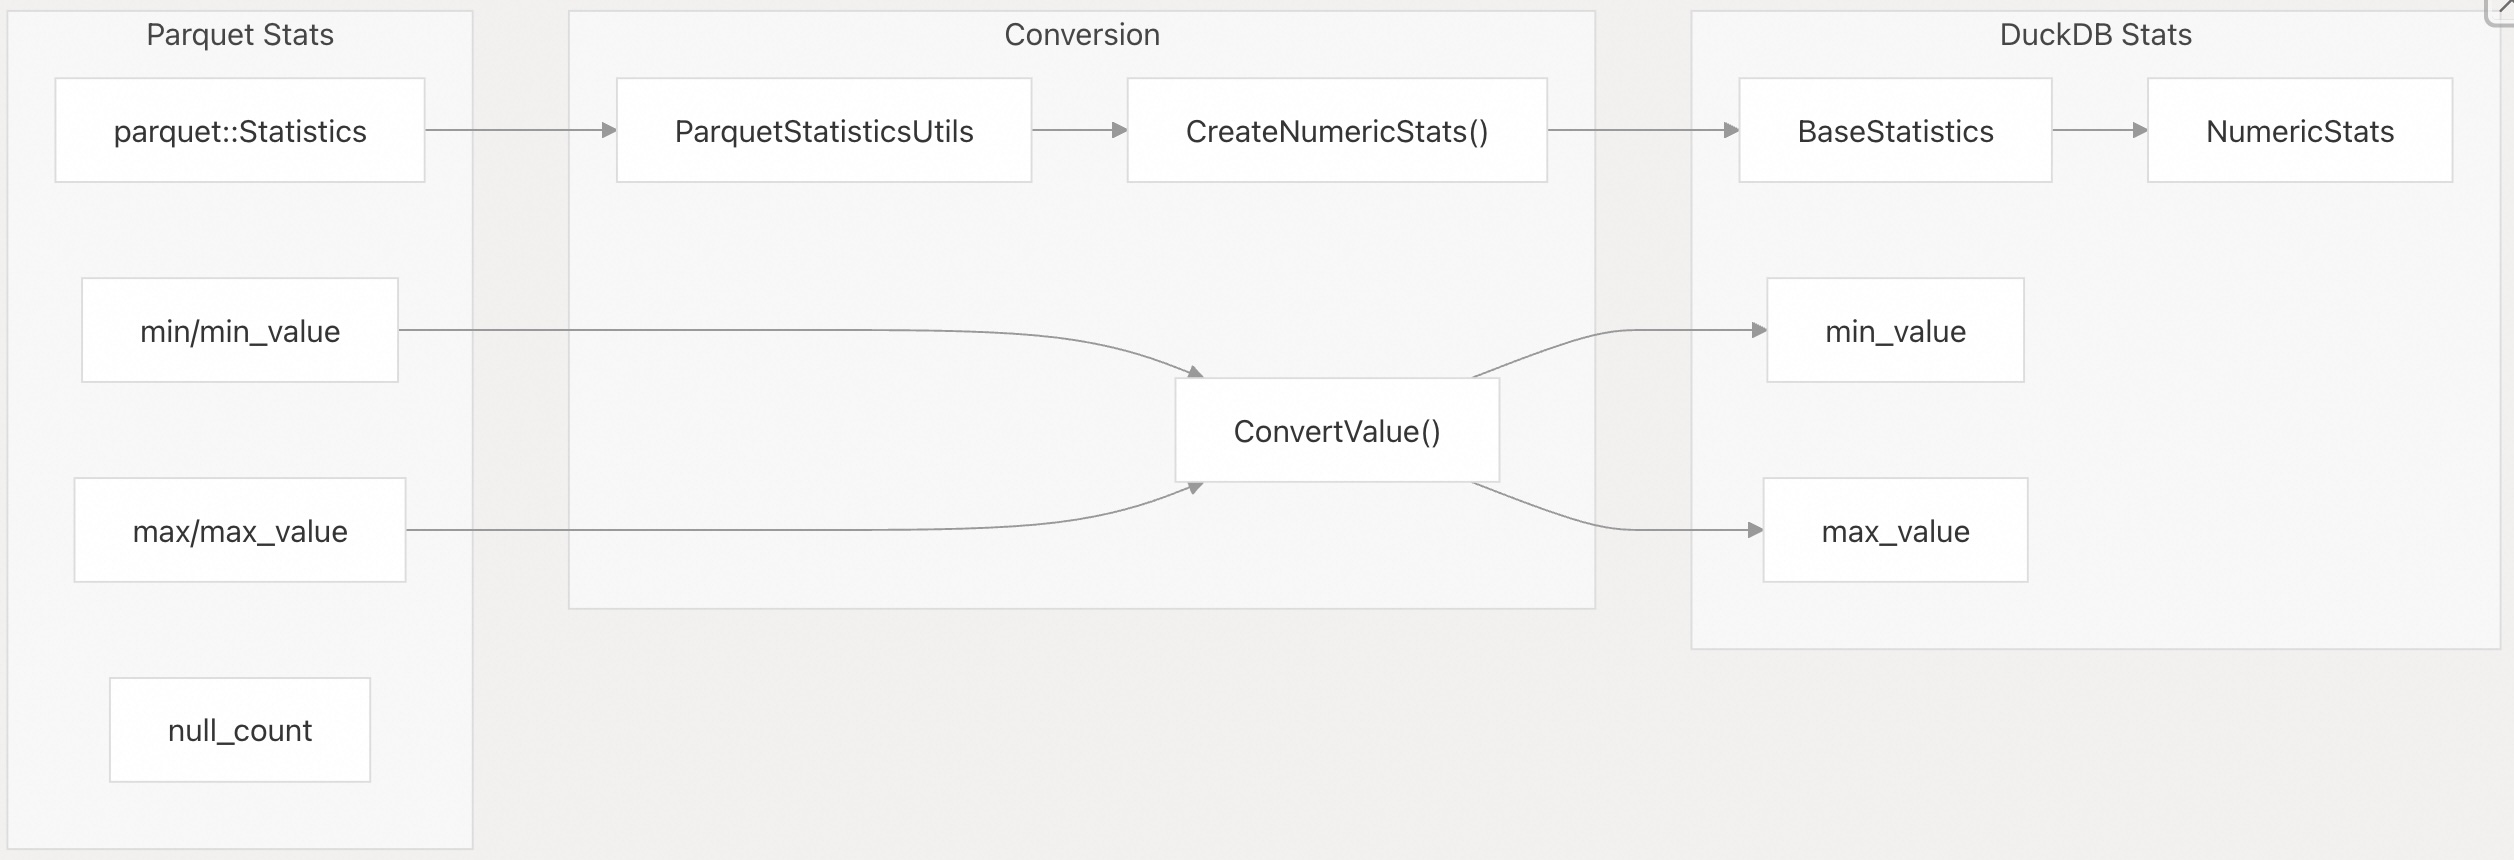 Parquet Stats
Conversion
DuckDB Stats
parquet::Statistics
ParquetStatisticsUtils
CreateNumericStats()
BaseStatistics
NumericStats
min/min_value
min_value
ConvertValue()
max/max_value
max_value
null_count